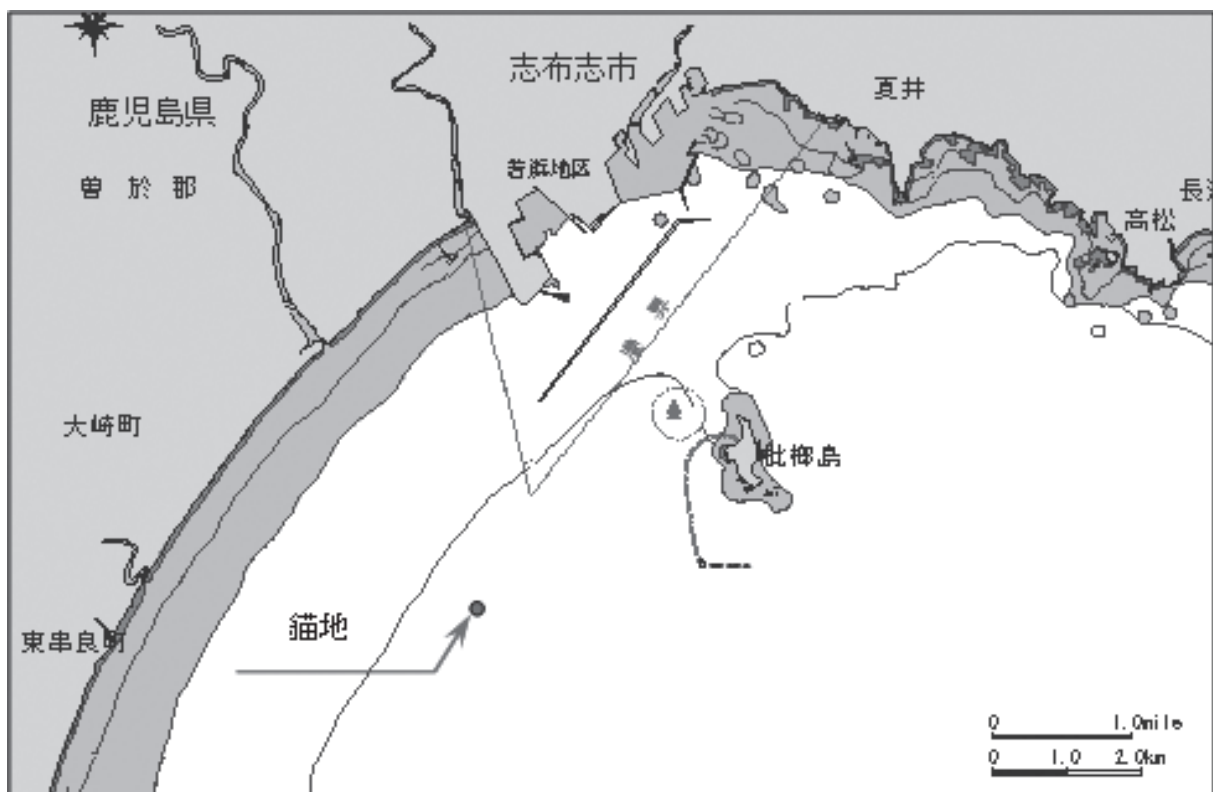 志布志市
夏井
鹿児島県
若浜地区
曽 於 郡
長
高松
港界
大崎町
枇榔島
錨地
東串良町
0 1.0mile
0 1.0 2.0km